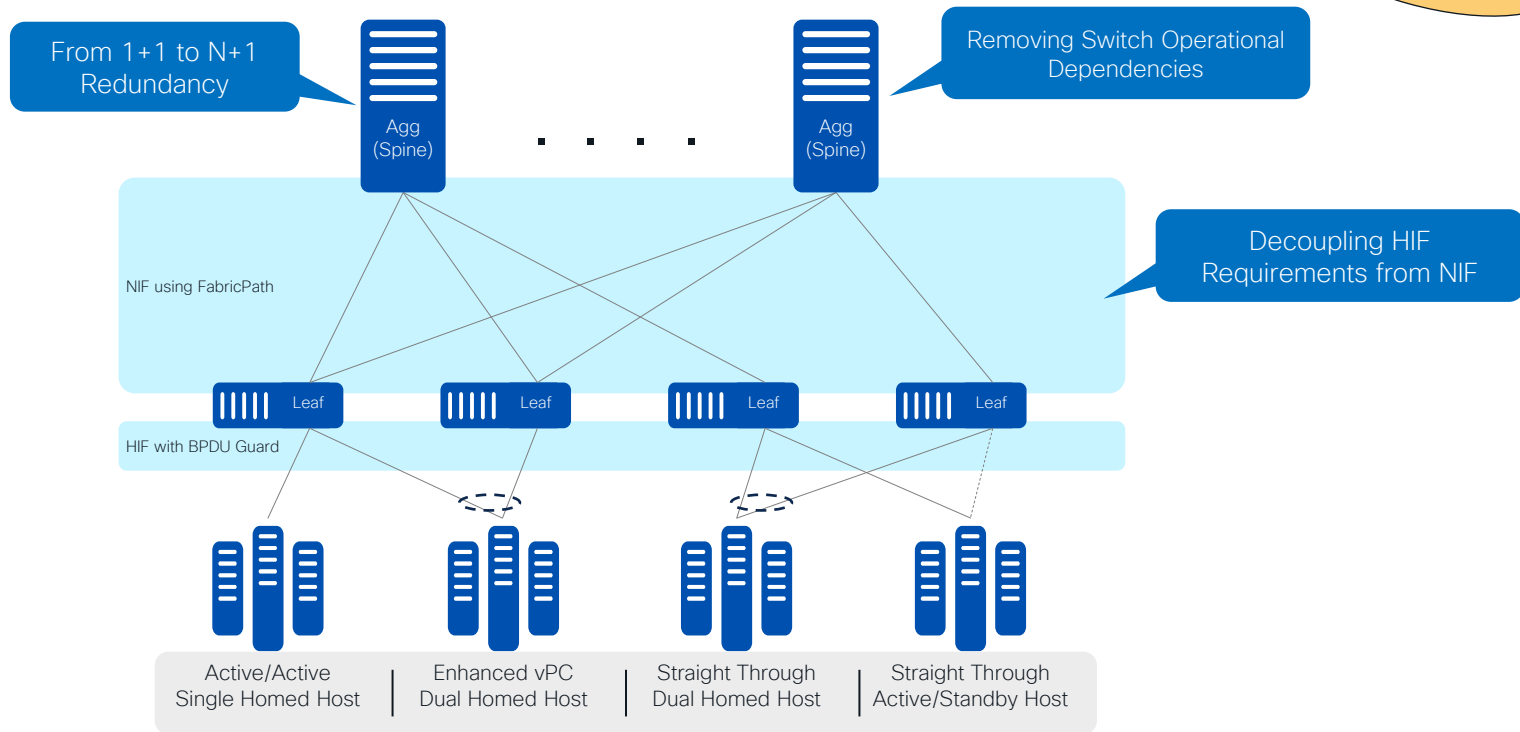 From 1+1 to N+1
Redundancy
Removing Switch Operational
Dependencies
Agg
(Spine)
Agg
(Spine)
Decoupling HIF
Requirements from NIF
NIF using FabricPath
Leaf
Leaf
Leaf
Leaf
HIF with BPDU Guard
Active/Active
Single Homed Host
Enhanced vPC
Dual Homed Host
Straight Through
Dual Homed Host
Straight Through
Active/Standby Host